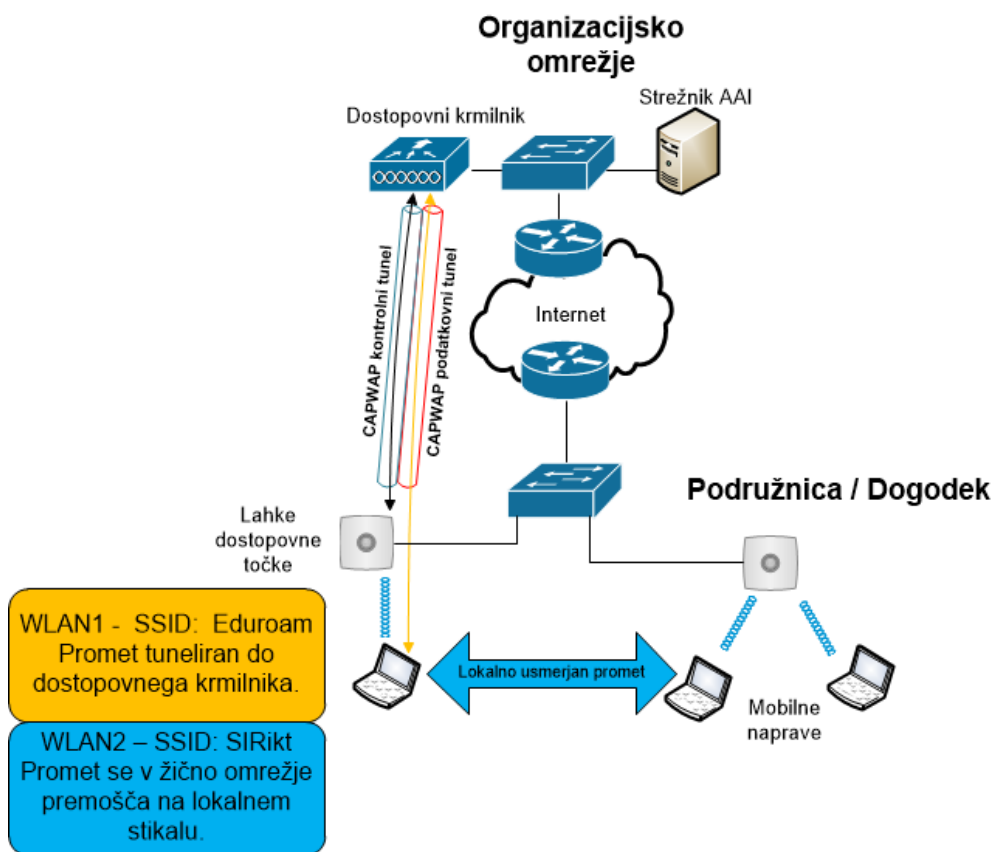 Organizacijsko
omrežje
Strežnik AAI
Dostopovni krmilnik
CAPWAP kontrolni tunel
CAPWAP podatkovni tunel
Internet
Podružnica / Dogodek
Lahke
dostopovne
točke
WLAN1 - SSID: Eduroam
Promet tuneliran do
dostopovnega krmilnika.
Lokalno usmerjan promet
Mobilne
naprave
WLAN2 – SSID: SIRikt
Promet se v žično omrežje
premošča na lokalnem
stikalu.